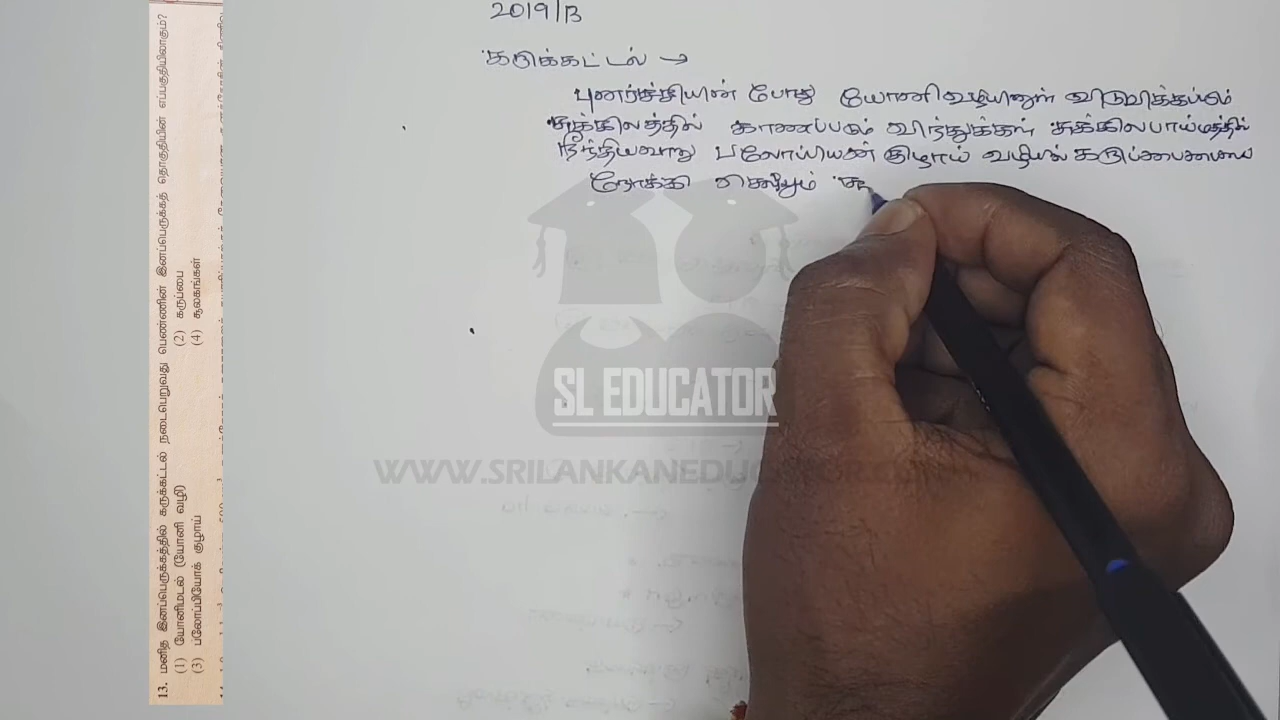 13. மனித இனப்பெருக்கத்தில் கருக்கட்டல் நடைபெறுவது பெண்ணின் இனப்பெருக்கத் தொகுதியின் எப்பகுதியிலாகும்?
(1) யோனிமடல் (யோனி வழி) (2) கருப்பை
(3) பலோப்பியோக் குழாய் (4) சூலகங்கள்
2019/B
கருக்கட்டல் →
புணர்ச்சியின் போது யோனிவழியினுள் விடுவிக்கப்படும்
சுக்கிலத்தில் காணப்படும் விந்துக்கள் சுக்கிலபாய்மத்தில்
நீந்தியவாறு பலோப்பியன் குழாய் வழியே
நோக்கி செல்லும்
SL EDUCATOR
WWW.SRILANKANEDUCATOR.COM